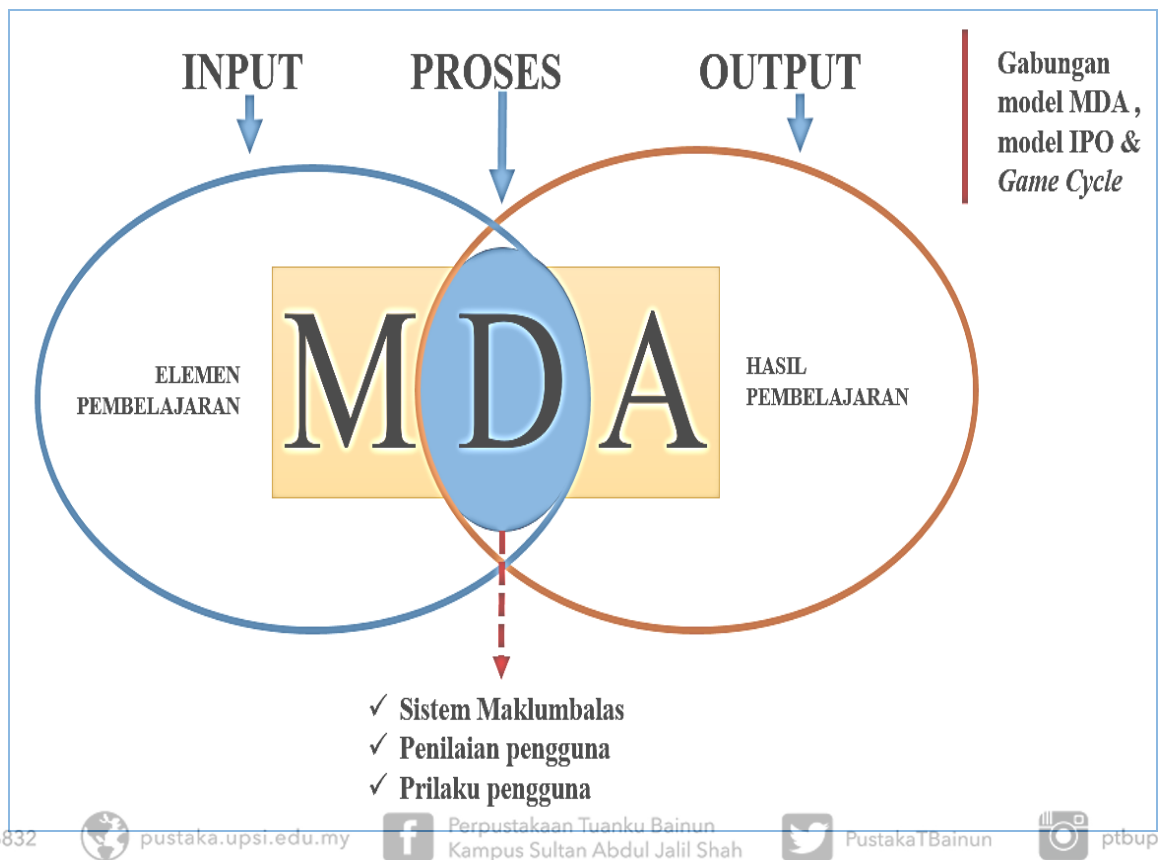 INPUT
PROSES
OUTPUT
Gabungan
model MDA ,
model IPO &
Game Cycle
ELEMEN
PEMBELAJARAN
MDA
HASIL
PEMBELAJARAN
✓ Sistem Maklumbalas
✓ Penilaian pengguna
✓ Prilaku pengguna
832
pustaka.upsi.edu.my
Perpustakaan Tuanku Bainun
Kampus Sultan Abdul Jalil Shah
PustakaTBainun
ptbup